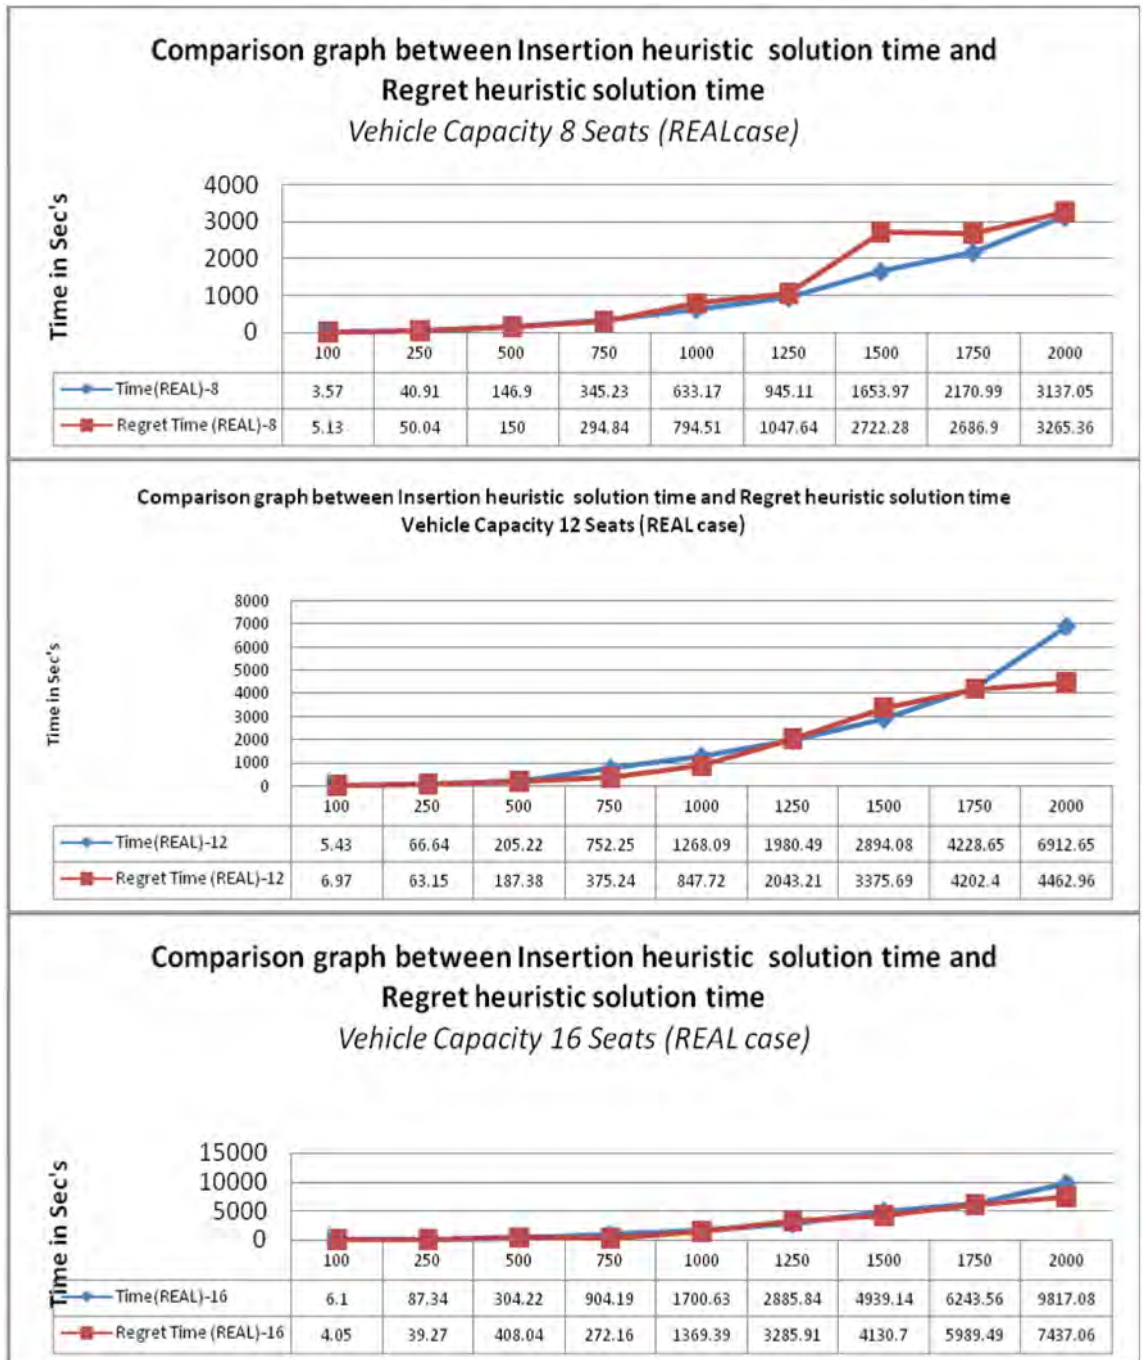 Comparison graph between Insertion heuristic solution time and
Regret heuristic solution time
Vehicle Capacity 8 Seats (REALcase)
Time in Sec's
4000
3000
2000
1000
0
100 250 500 750 1000 1250 1500 1750 2000
Time(REAL)-8 3.57 40.91 146.9 345.23 633.17 945.11 1653.97 2170.99 3137.05
Regret Time (REAL)-8 5.13 50.04 150 294.84 794.51 1047.64 2722.28 2686.9 3265.36
Comparison graph between Insertion heuristic solution time and Regret heuristic solution time
Vehicle Capacity 12 Seats (REAL case)
Time in Sec's
8000
7000
6000
5000
4000
3000
2000
1000
0
100 250 500 750 1000 1250 1500 1750 2000
Time(REAL)-12 5.43 66.64 205.22 752.25 1268.09 1980.49 2894.08 4228.65 6912.65
Regret Time (REAL)-12 6.97 63.15 187.38 375.24 847.72 2043.21 3375.69 4202.4 4462.96
Comparison graph between Insertion heuristic solution time and
Regret heuristic solution time
Vehicle Capacity 16 Seats (REAL case)
Time in Sec's
15000
10000
5000
0
100 250 500 750 1000 1250 1500 1750 2000
Time(REAL)-16 6.1 87.34 304.22 904.19 1700.63 2885.84 4939.14 6243.56 9817.08
Regret Time (REAL)-16 4.05 39.27 408.04 272.16 1369.39 3285.91 4130.7 5989.49 7437.06